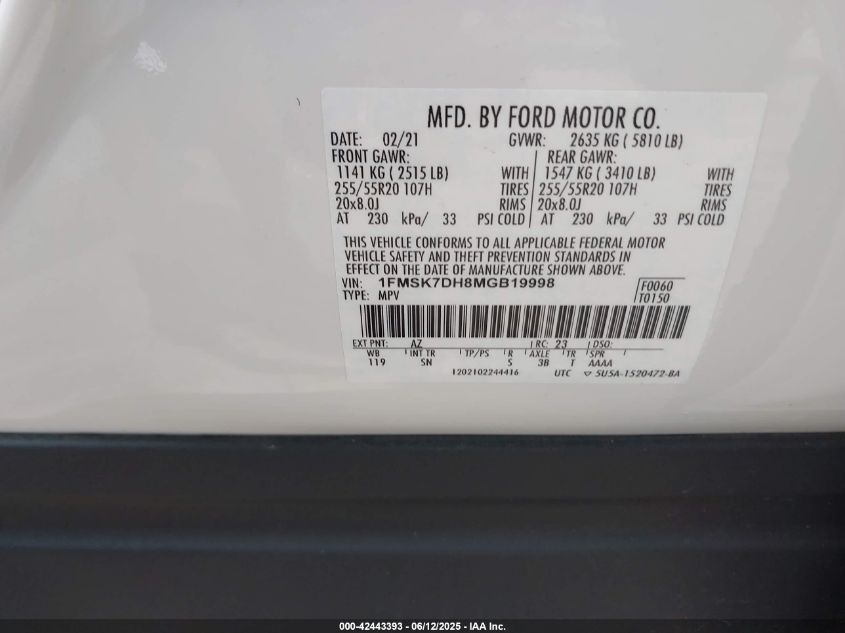 MFD. BY FORD MOTOR CO.
DATE: 02/21 GVWR: 2635 KG ( 5810 LB)
FRONT GAWR: REAR GAWR:
1141 KG ( 2515 LB) WITH 1547 KG ( 3410 LB) WITH
255/55R20 107H TIRES 255/55R20 107H TIRES
20x8.0J RIMS 20x8.0J RIMS
AT 230 kPa/ 33 PSI COLD AT 230 kPa/ 33 PSI COLD
THIS VEHICLE CONFORMS TO ALL APPLICABLE FEDERAL MOTOR
VEHICLE SAFETY AND THEFT PREVENTION STANDARDS IN
EFFECT ON THE DATE OF MANUFACTURE SHOWN ABOVE.
VIN: 1FMSK7DH8MGB19998 F0060
TYPE: MPV T0150
EXT PNT: AZ RC: 23 DSO:
WB INT TR TP/PS R AXLE TR SPR
119 SN S 3B T AAAA
1202102244416 UTC ▽ 5U5A-1520472-BA
000-42443393 - 06/12/2025 - IAA Inc.